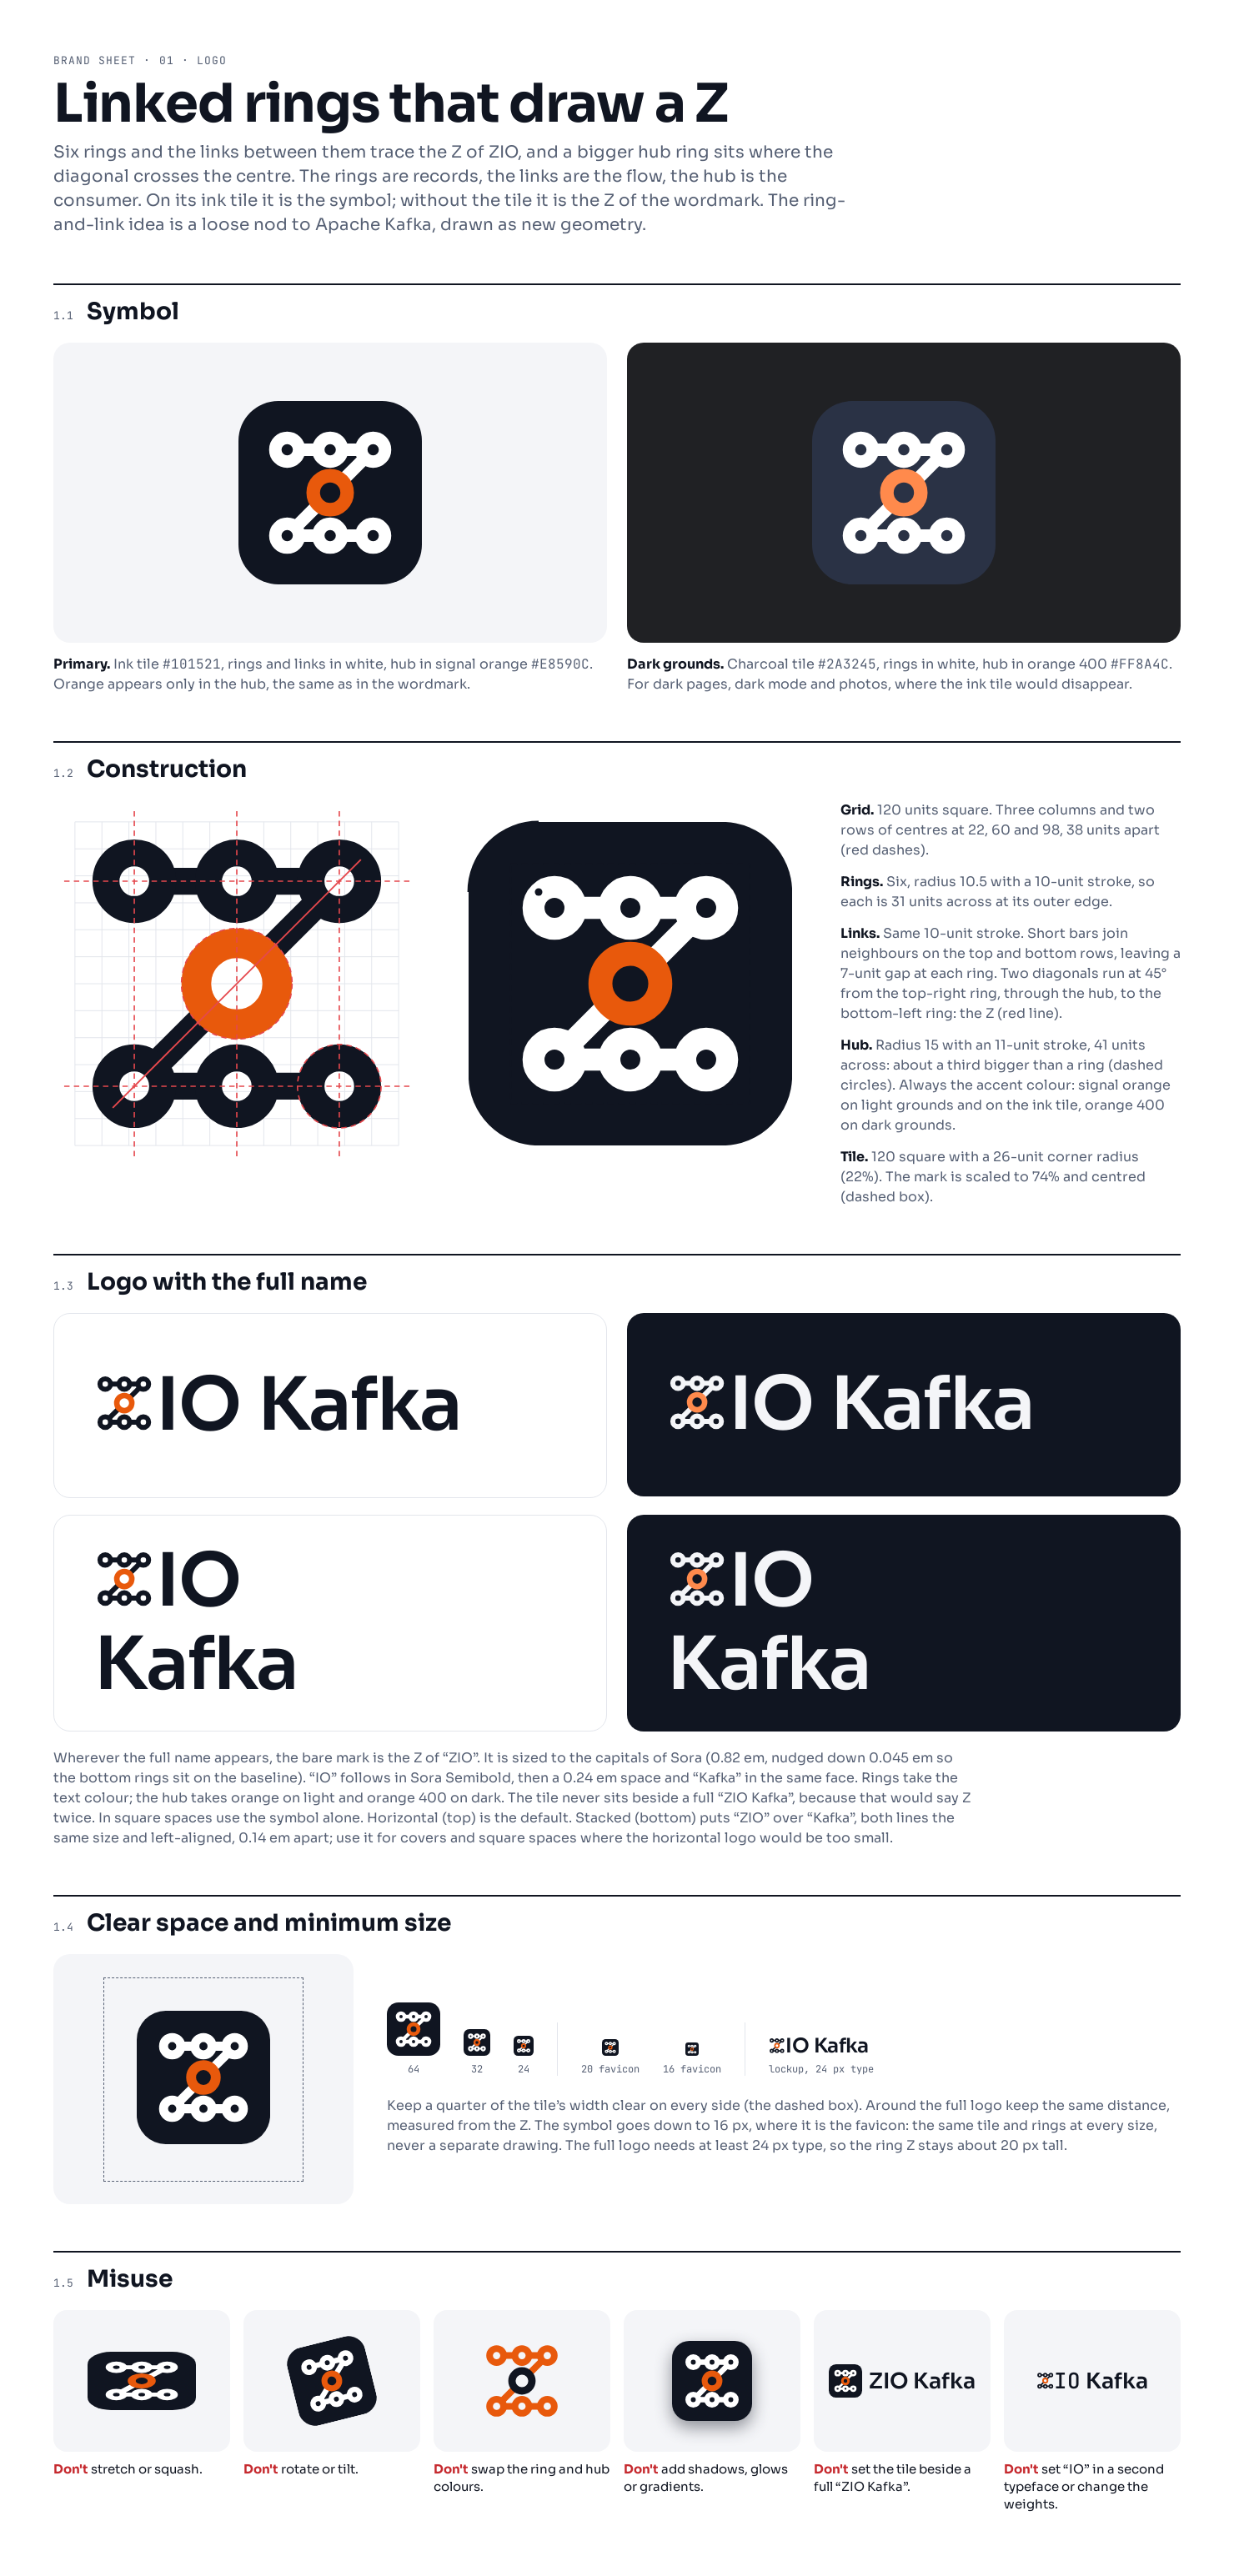 BRAND SHEET · 01 · LOGO
Linked rings that draw a Z
Six rings and the links between them trace the Z of ZIO, and a bigger hub ring sits where the
diagonal crosses the centre. The rings are records, the links are the flow, the hub is the
consumer. On its ink tile it is the symbol; without the tile it is the Z of the wordmark. The ring-
and-link idea is a loose nod to Apache Kafka, drawn as new geometry.
1.1 Symbol
Primary. Ink tile #101521, rings and links in white, hub in signal orange #E8590C.
Orange appears only in the hub, the same as in the wordmark.
Dark grounds. Charcoal tile #2A3245, rings in white, hub in orange 400 #FF8A4C.
For dark pages, dark mode and photos, where the ink tile would disappear.
1.2 Construction
Grid. 120 units square. Three columns and two
rows of centres at 22, 60 and 98, 38 units apart
(red dashes).
Rings. Six, radius 10.5 with a 10-unit stroke, so
each is 31 units across at its outer edge.
Links. Same 10-unit stroke. Short bars join
neighbours on the top and bottom rows, leaving a
7-unit gap at each ring. Two diagonals run at 45°
from the top-right ring, through the hub, to the
bottom-left ring: the Z (red line).
Hub. Radius 15 with an 11-unit stroke, 41 units
across: about a third bigger than a ring (dashed
circles). Always the accent colour: signal orange
on light grounds and on the ink tile, orange 400
on dark grounds.
Tile. 120 square with a 26-unit corner radius
(22%). The mark is scaled to 74% and centred
(dashed box).
1.3 Logo with the full name
ZIO Kafka
ZIO Kafka
ZIO
Kafka
ZIO
Kafka
Wherever the full name appears, the bare mark is the Z of “ZIO”. It is sized to the capitals of Sora (0.82 em, nudged down 0.045 em so
the bottom rings sit on the baseline). “IO” follows in Sora Semibold, then a 0.24 em space and “Kafka” in the same face. Rings take the
text colour; the hub takes orange on light and orange 400 on dark. The tile never sits beside a full “ZIO Kafka”, because that would say Z
twice. In square spaces use the symbol alone. Horizontal (top) is the default. Stacked (bottom) puts “ZIO” over “Kafka”, both lines the
same size and left-aligned, 0.14 em apart; use it for covers and square spaces where the horizontal logo would be too small.
1.4 Clear space and minimum size
ZIO Kafka
64 32 24 20 favicon 16 favicon lockup, 24 px type
Keep a quarter of the tile’s width clear on every side (the dashed box). Around the full logo keep the same distance,
measured from the Z. The symbol goes down to 16 px, where it is the favicon: the same tile and rings at every size,
never a separate drawing. The full logo needs at least 24 px type, so the ring Z stays about 20 px tall.
1.5 Misuse
ZIO Kafka
ZIO Kafka
Don't stretch or squash.
Don't rotate or tilt.
Don't swap the ring and hub
colours.
Don't add shadows, glows
or gradients.
Don't set the tile beside a
full “ZIO Kafka”.
Don't set “IO” in a second
typeface or change the
weights.